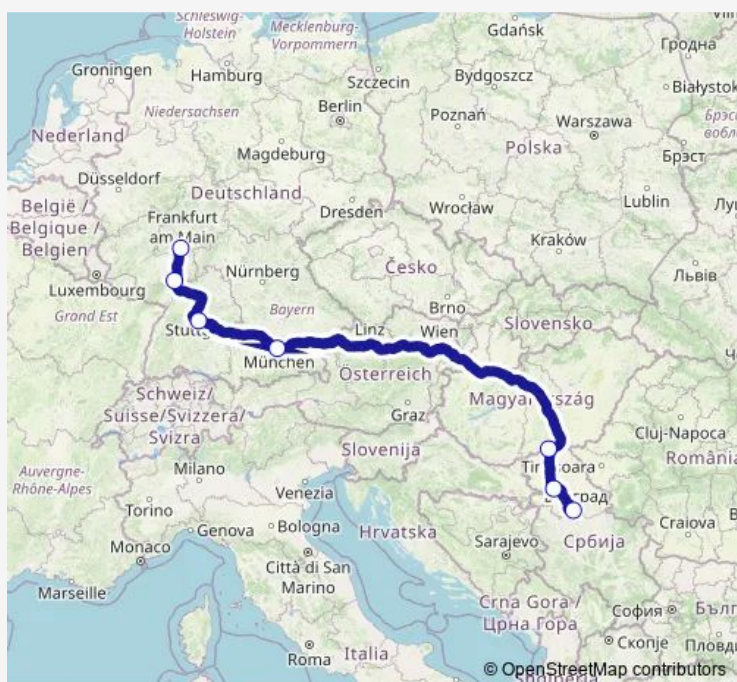 Schleswig-
Holstein
Mecklenburg-
Vorpommern
Gdańsk
Гродна
Groningen
Hamburg
Szczecin
Bydgoszcz
Białystok
Niedersachsen
Berlin
Poznań
Warszawa
Nederland
Magdeburg
Polska
Брэст
Düsseldorf
Deutschland
België /
Belgique /
Belgien
Dresden
Wrocław
Lublin
Frankfurt
am Main
Kraków
Luxembourg
Nürnberg
Česko
Львів
Grand Est
Bayern
Brno
Slovensko
Linz
Wien
München
Österreich
Schweiz/
Suisse/Svizzera/
Svizra
Graz
Cluj-Napoca
Slovenija
România
Auvergne-
Rhône-Alpes
Milano
Venezia
Torino
Hrvatska
Craiova
Genova
Bologna
Србија
Monaco
Sarajevo
Città di San
Marino
Marseille
Crna Gora /
Црна Гора
София
Скопје
Roma
Italia
© OpenStreetMap contributors